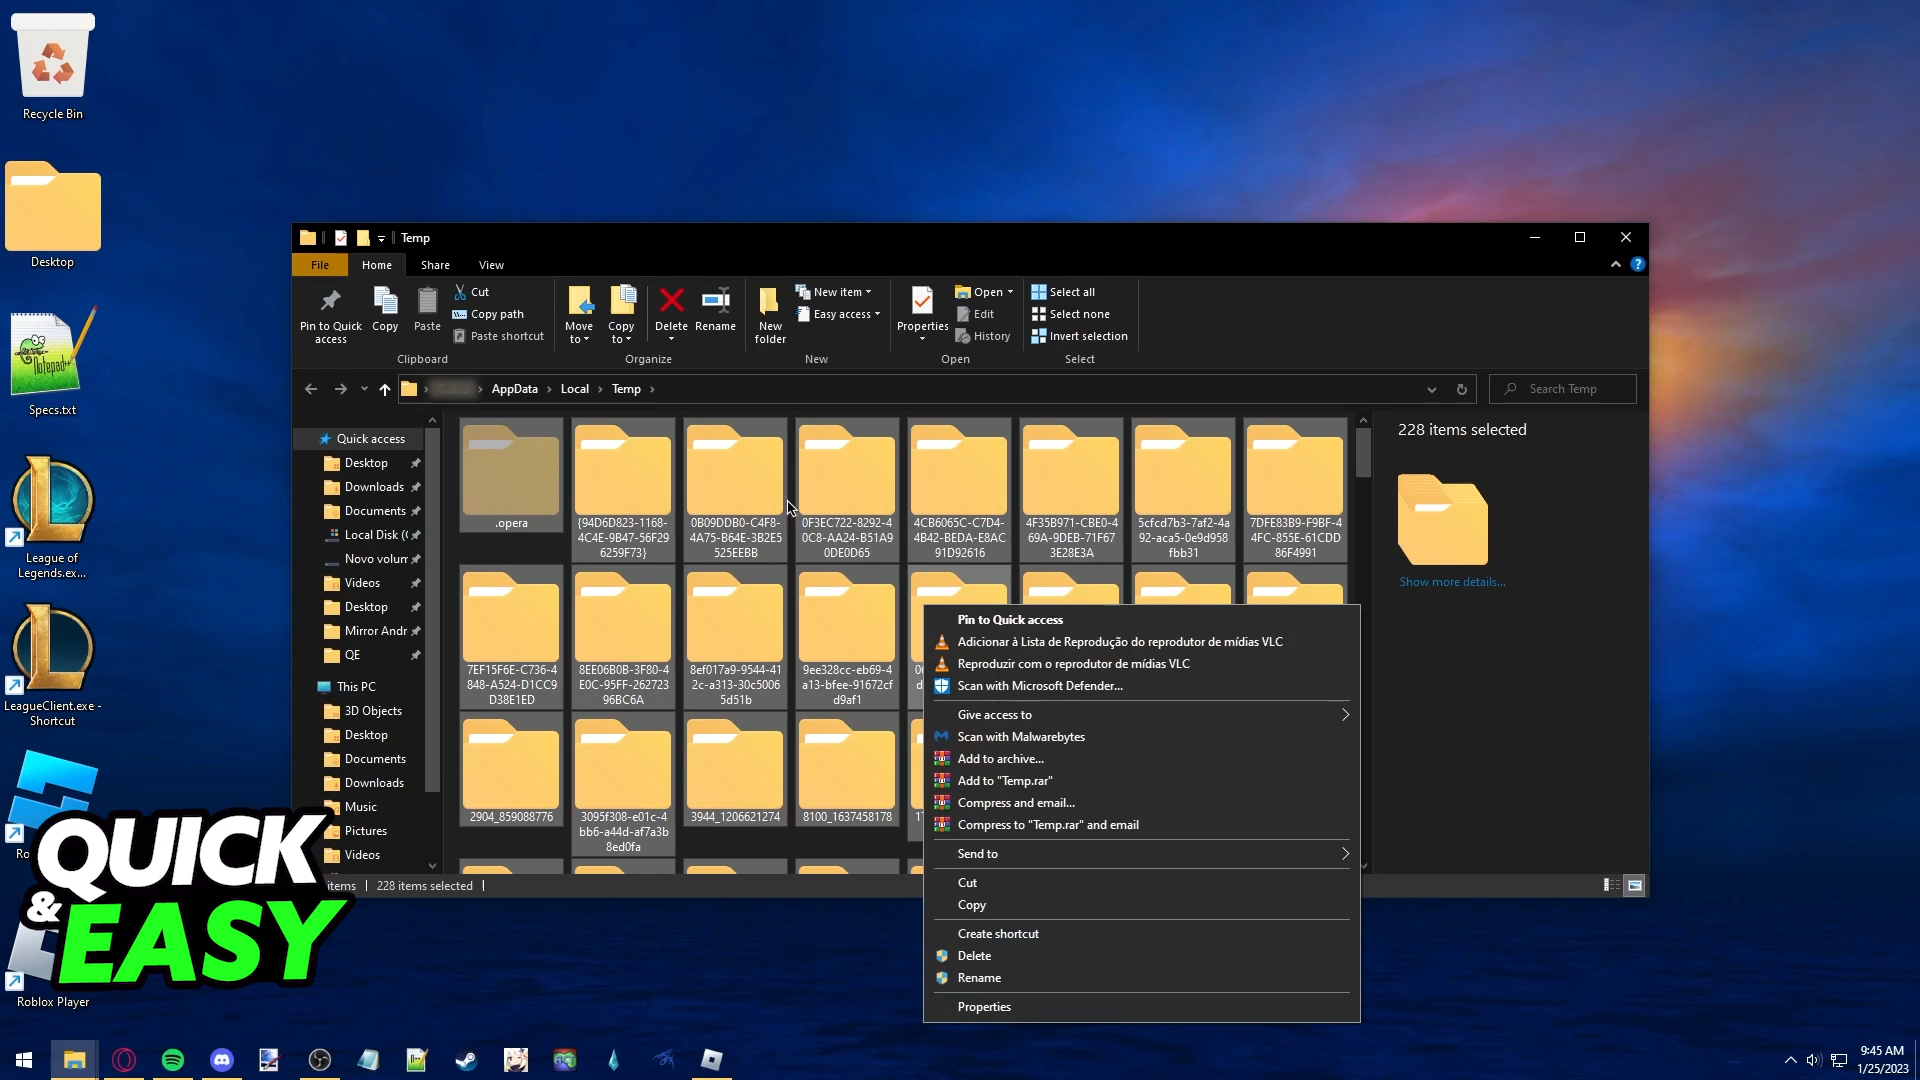 Recycle Bin
Desktop
Specs.txt
League of
Legends.ex...
LeagueClient.exe -
Shortcut
Ro
Roblox Player
QUICK
&
EASY
Temp
File
Home
Share
View
Pin to Quick
access
Copy
Paste
Cut
Copy path
Paste shortcut
Clipboard
Move
to
Copy
to
Delete
Rename
Organize
New
folder
New item
Easy access
New
Properties
Open
Edit
History
Open
Select all
Select none
Invert selection
Select
AppData
Local
Temp
Search Temp
Quick access
Desktop
Downloads
Documents
Local Disk (
Novo volum
Videos
Desktop
Mirror Andr
QE
This PC
3D Objects
Desktop
Documents
Downloads
Music
Pictures
Videos
.opera
{94D6D823-1168-
4C4E-9B47-56F29
6259F73}
0B09DDB0-C4F8-
4A75-B64E-3B2E5
525EEBB
0F3EC722-8292-4
0C8-AA24-B51A9
0DE0D65
4CB6065C-C7D4-
4B42-BEDA-E8AC
91D92616
4F35B971-CBE0-4
69A-9DEB-71F67
3E28E3A
5cfcd7b3-7af2-4a
92-aca5-0e9d958
fbb31
7DFE83B9-F9BF-4
4FC-855E-61CDD
86F4991
7EF15F6E-C736-4
848-A524-D1CC9
D38E1ED
8EE06B0B-3F80-4
E0C-95FF-262723
96BC6A
8ef017a9-9544-41
2c-a313-30c5006
5d51b
9ee328cc-eb69-4
a13-bfee-91672cf
d9af1
2904_859088776
3095f308-e01c-4
bb6-a44d-af7a3b
8ed0fa
3944_1206621274
8100_1637458178
228 items selected
Show more details...
Pin to Quick access
Adicionar à Lista de Reprodução do reprodutor de mídias VLC
Reproduzir com o reprodutor de mídias VLC
Scan with Microsoft Defender...
Give access to
Scan with Malwarebytes
Add to archive...
Add to "Temp.rar"
Compress and email...
Compress to "Temp.rar" and email
Send to
Cut
Copy
Create shortcut
Delete
Rename
Properties
items
228 items selected
9:45 AM
1/25/2023